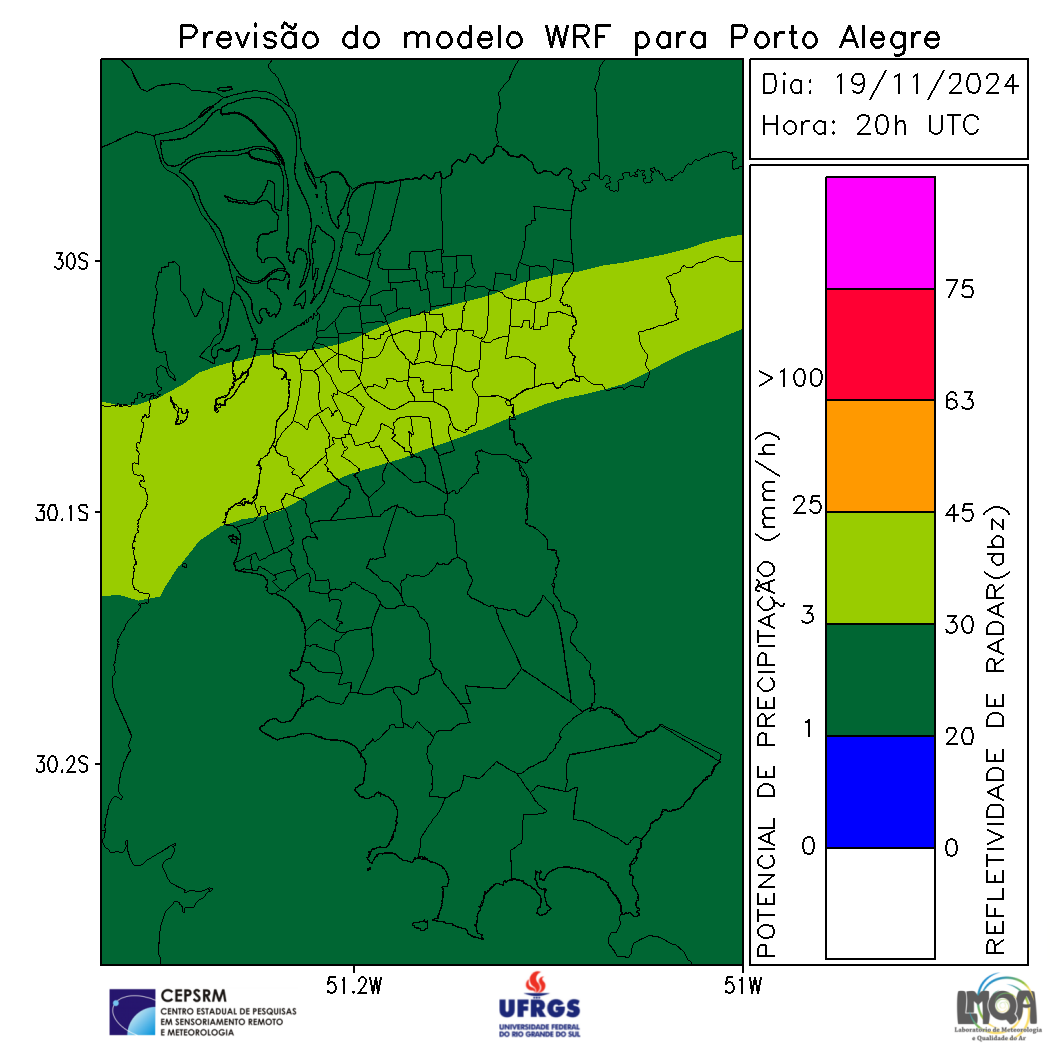 Previsão do modelo WRF para Porto Alegre
Dia: 19/11/2024
Hora: 20h UTC
30S
30.1S
30.2S
51.2W
51W
POTENCIAL DE PRECIPITAÇÃO (mm/h)
>100
25
3
1
0
75
63
45
30
20
0
REFLETIVIDADE DE RADAR(dbz)
CEPSRM
CENTRO ESTADUAL DE PESQUISAS
EM SENSORIAMENTO REMOTO
E METEOROLOGIA
UFRGS
UNIVERSIDADE FEDERAL
DO RIO GRANDE DO SUL
LMQA
Laboratório de Meteorologia
e Qualidade do Ar